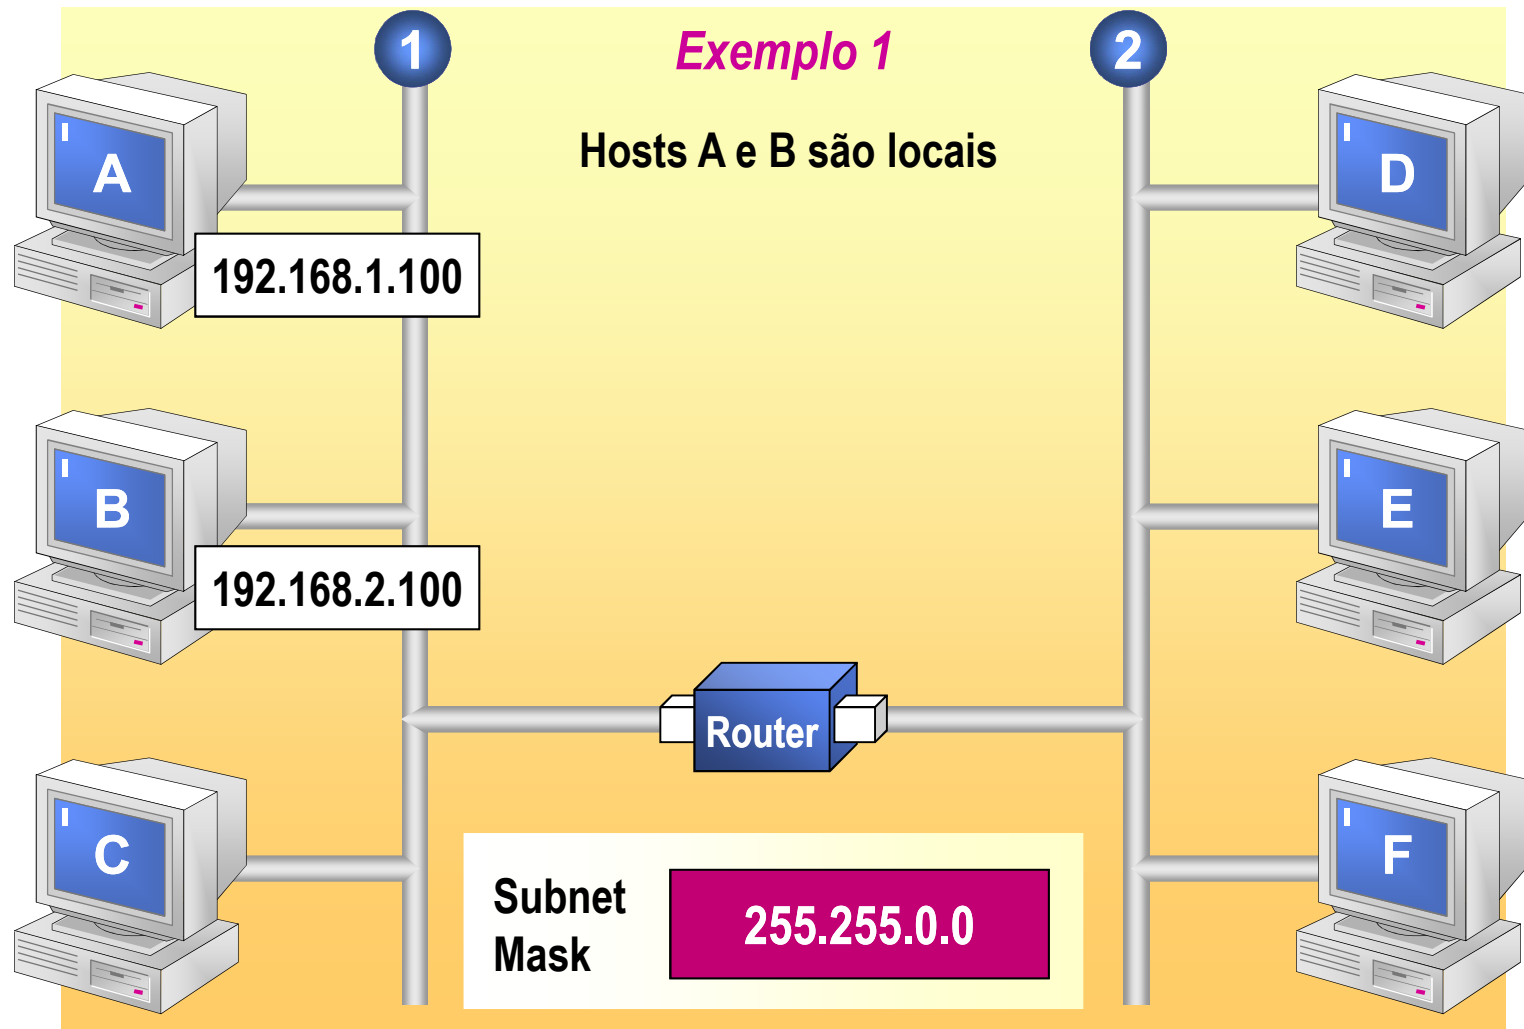 1
Exemplo 1
2
Hosts A e B são locais
A
192.168.1.100
D
B
192.168.2.100
E
Router
C
F
Subnet
Mask
255.255.0.0